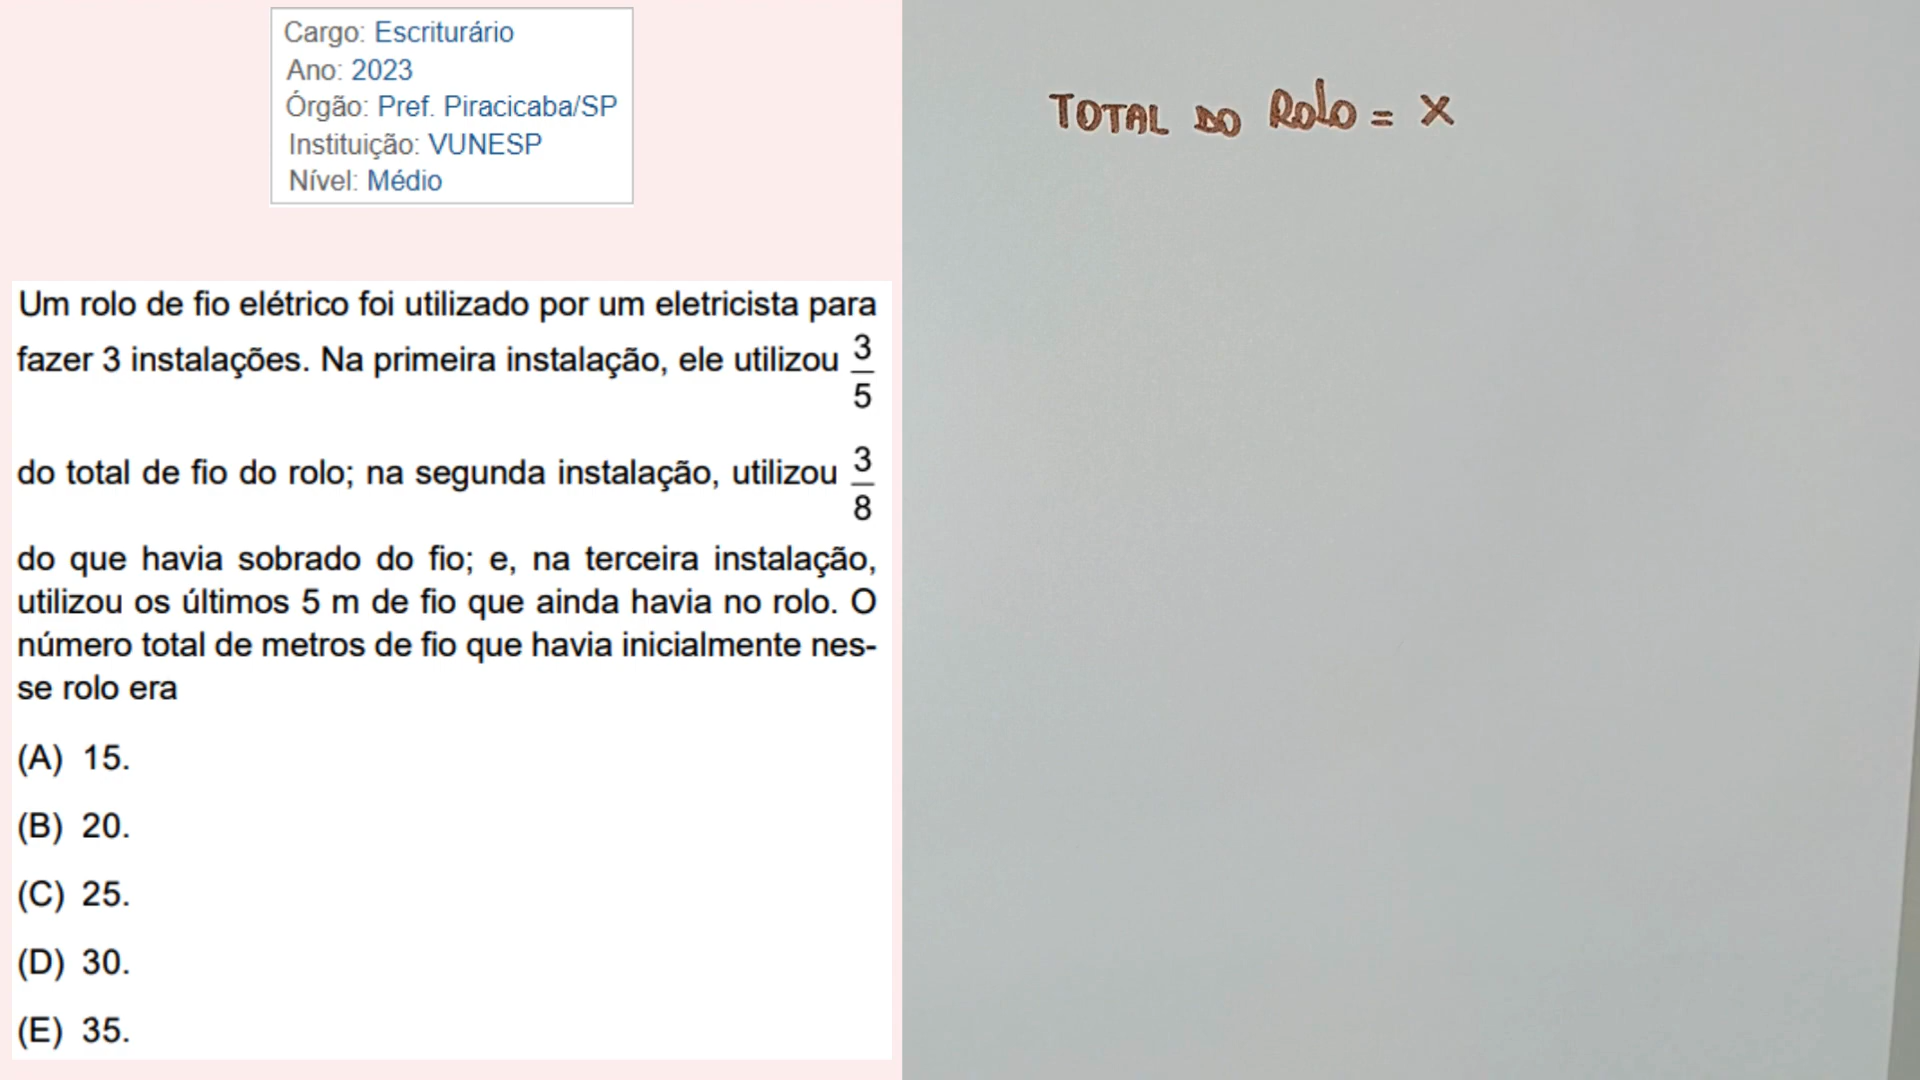 Cargo: Escriturário
Ano: 2023
Órgão: Pref. Piracicaba/SP
Instituição: VUNESP
Nível: Médio
Um rolo de fio elétrico foi utilizado por um eletricista para
fazer 3 instalações. Na primeira instalação, ele utilizou 3/5
do total de fio do rolo; na segunda instalação, utilizou 3/8
do que havia sobrado do fio; e, na terceira instalação,
utilizou os últimos 5 m de fio que ainda havia no rolo. O
número total de metros de fio que havia inicialmente nes-
se rolo era
(A) 15.
(B) 20.
(C) 25.
(D) 30.
(E) 35.
TOTAL DO ROLO = X